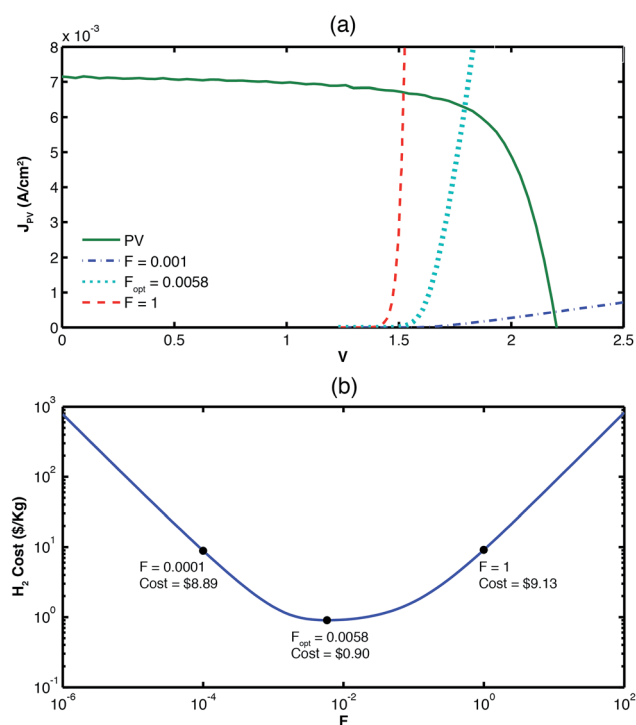 (a)
8 x 10⁻³
7
6
5
4
3
2
1
0
J_PV (A/cm²)
PV
F = 0.001
F_opt = 0.0058
F = 1
0 0.5 1 1.5 2 2.5
V
(b)
10³
10²
10¹
10⁰
10⁻¹
H₂ Cost ($/Kg)
F = 0.0001
Cost = $8.89
F_opt = 0.0058
Cost = $0.90
F = 1
Cost = $9.13
10⁻⁶ 10⁻⁴ 10⁻² 10⁰ 10²
F